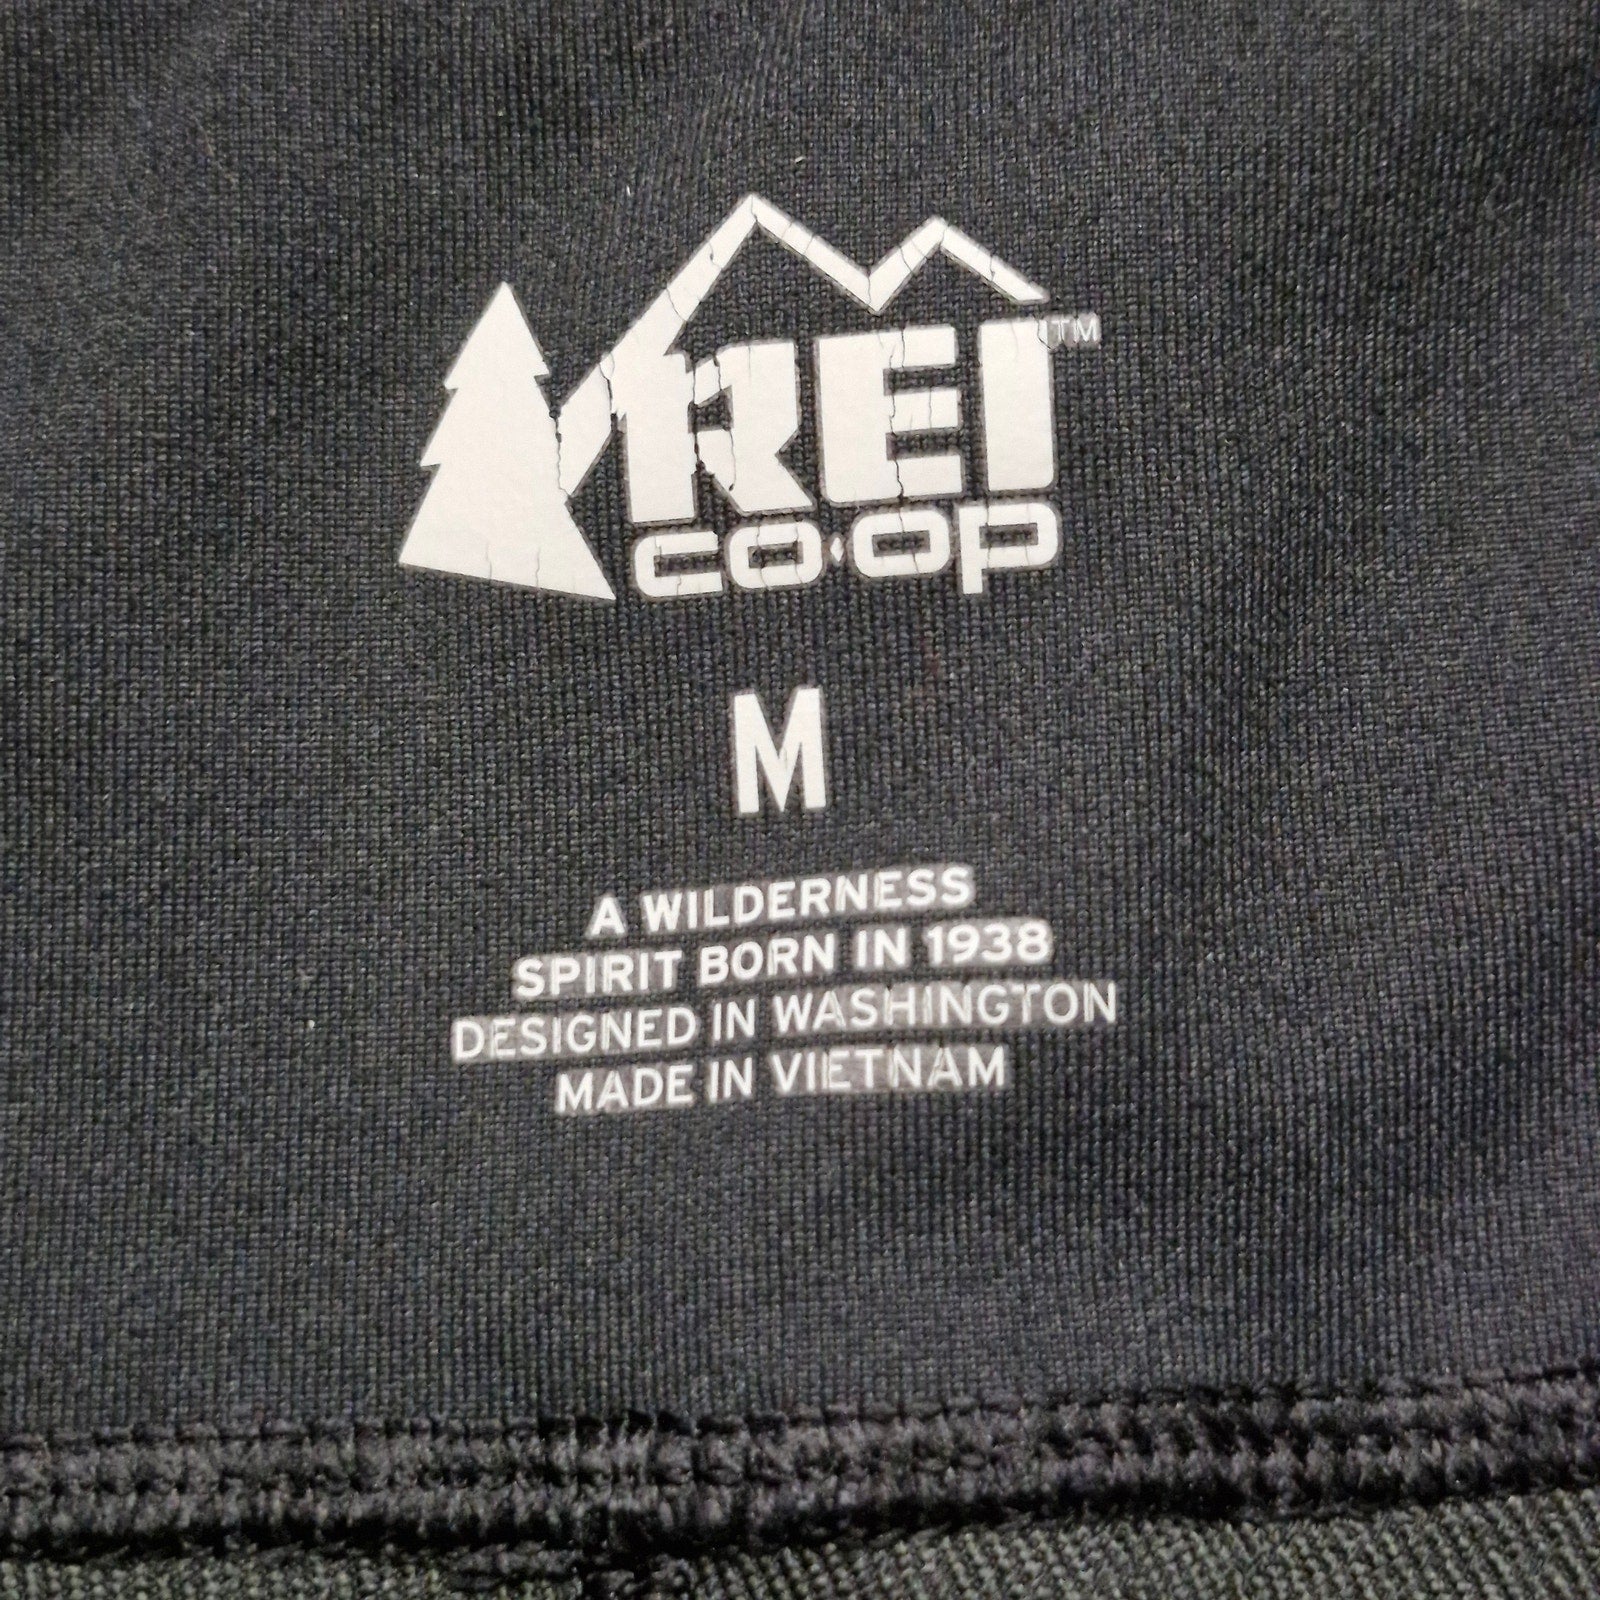 REI™
CO·OP
M
A WILDERNESS
SPIRIT BORN IN 1938
DESIGNED IN WASHINGTON
MADE IN VIETNAM